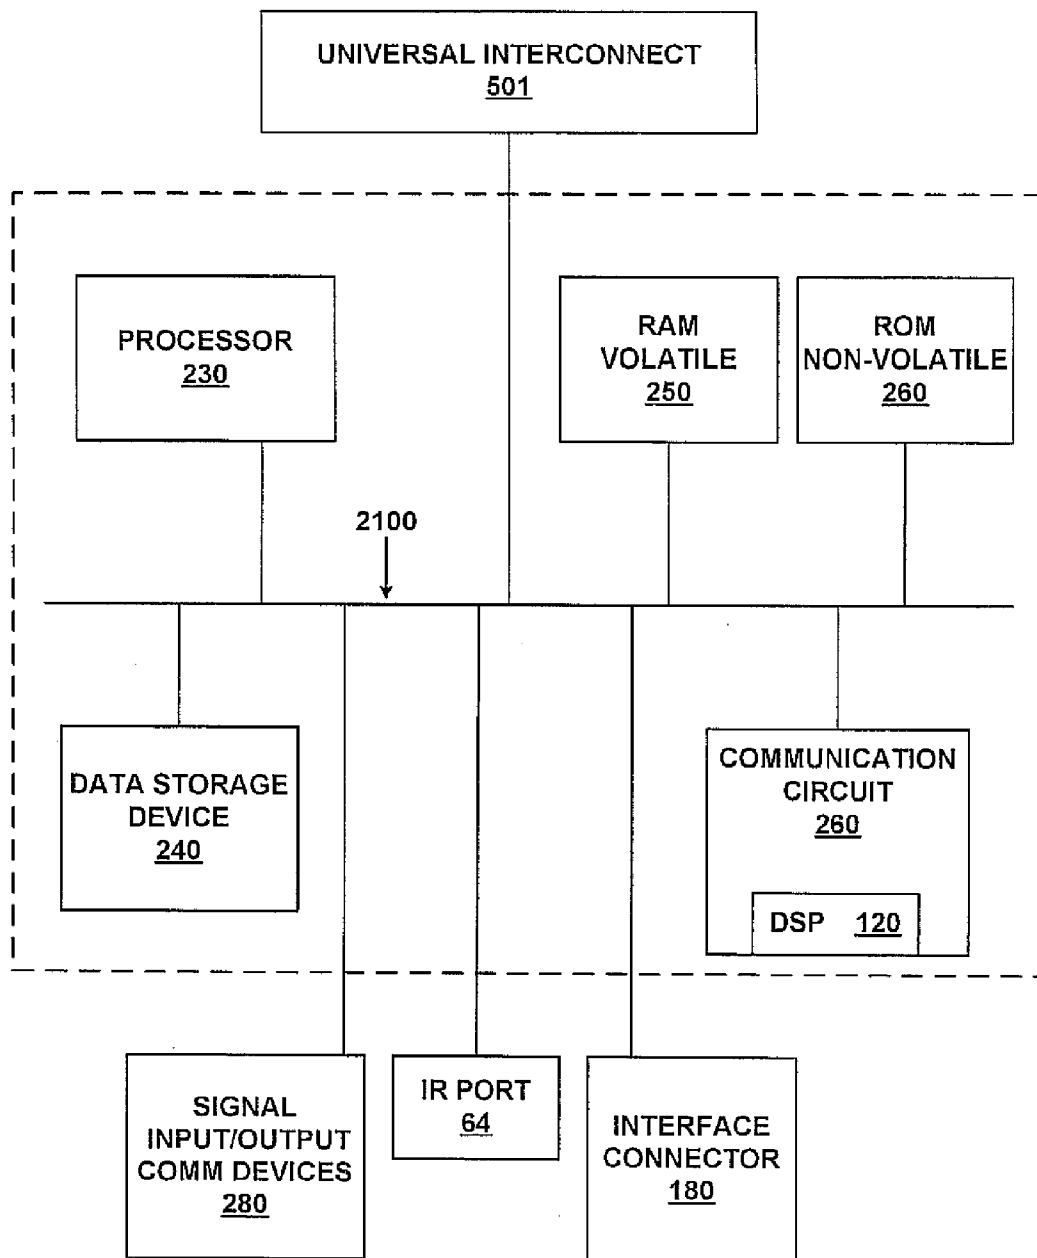 UNIVERSAL INTERCONNECT
501
PROCESSOR
230
RAM
VOLATILE
250
ROM
NON-VOLATILE
260
2100
DATA STORAGE
DEVICE
240
COMMUNICATION
CIRCUIT
260
DSP 120
SIGNAL
INPUT/OUTPUT
COMM DEVICES
280
IR PORT
64
INTERFACE
CONNECTOR
180